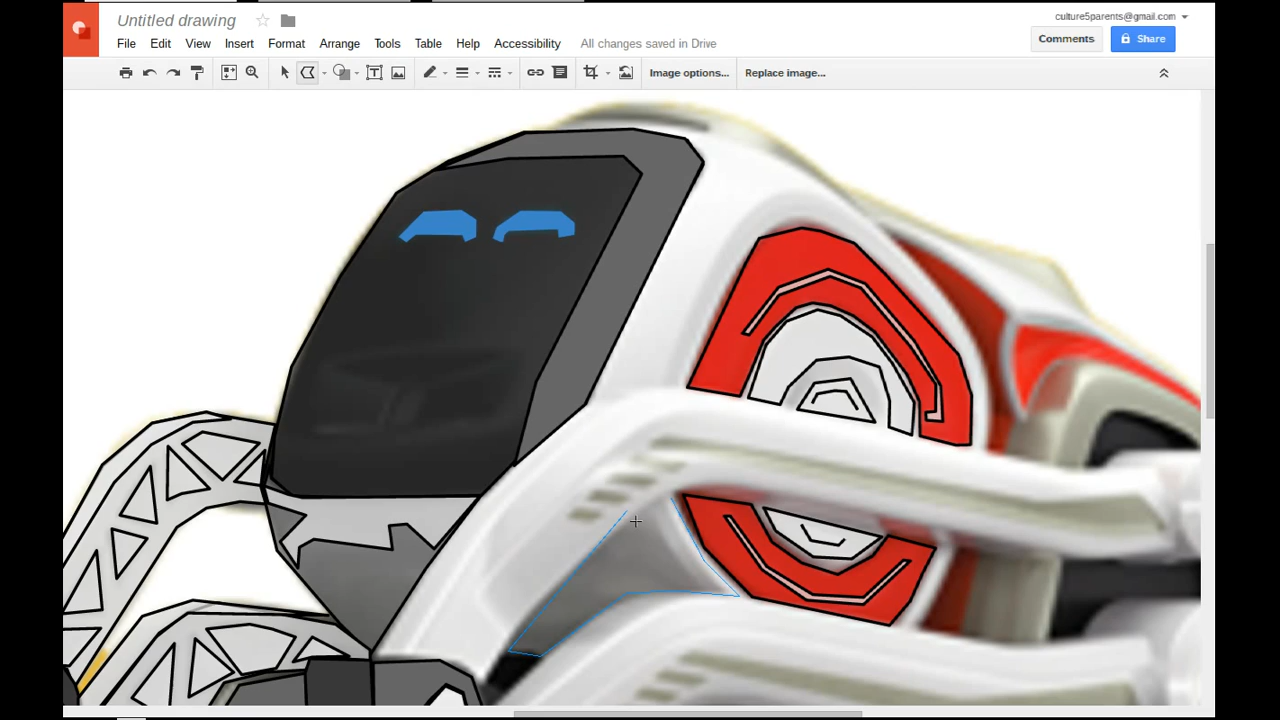 Untitled drawing
culture5parents@gmail.com
File Edit View Insert Format Arrange Tools Table Help Accessibility All changes saved in Drive
Comments Share
Image options... Replace image...